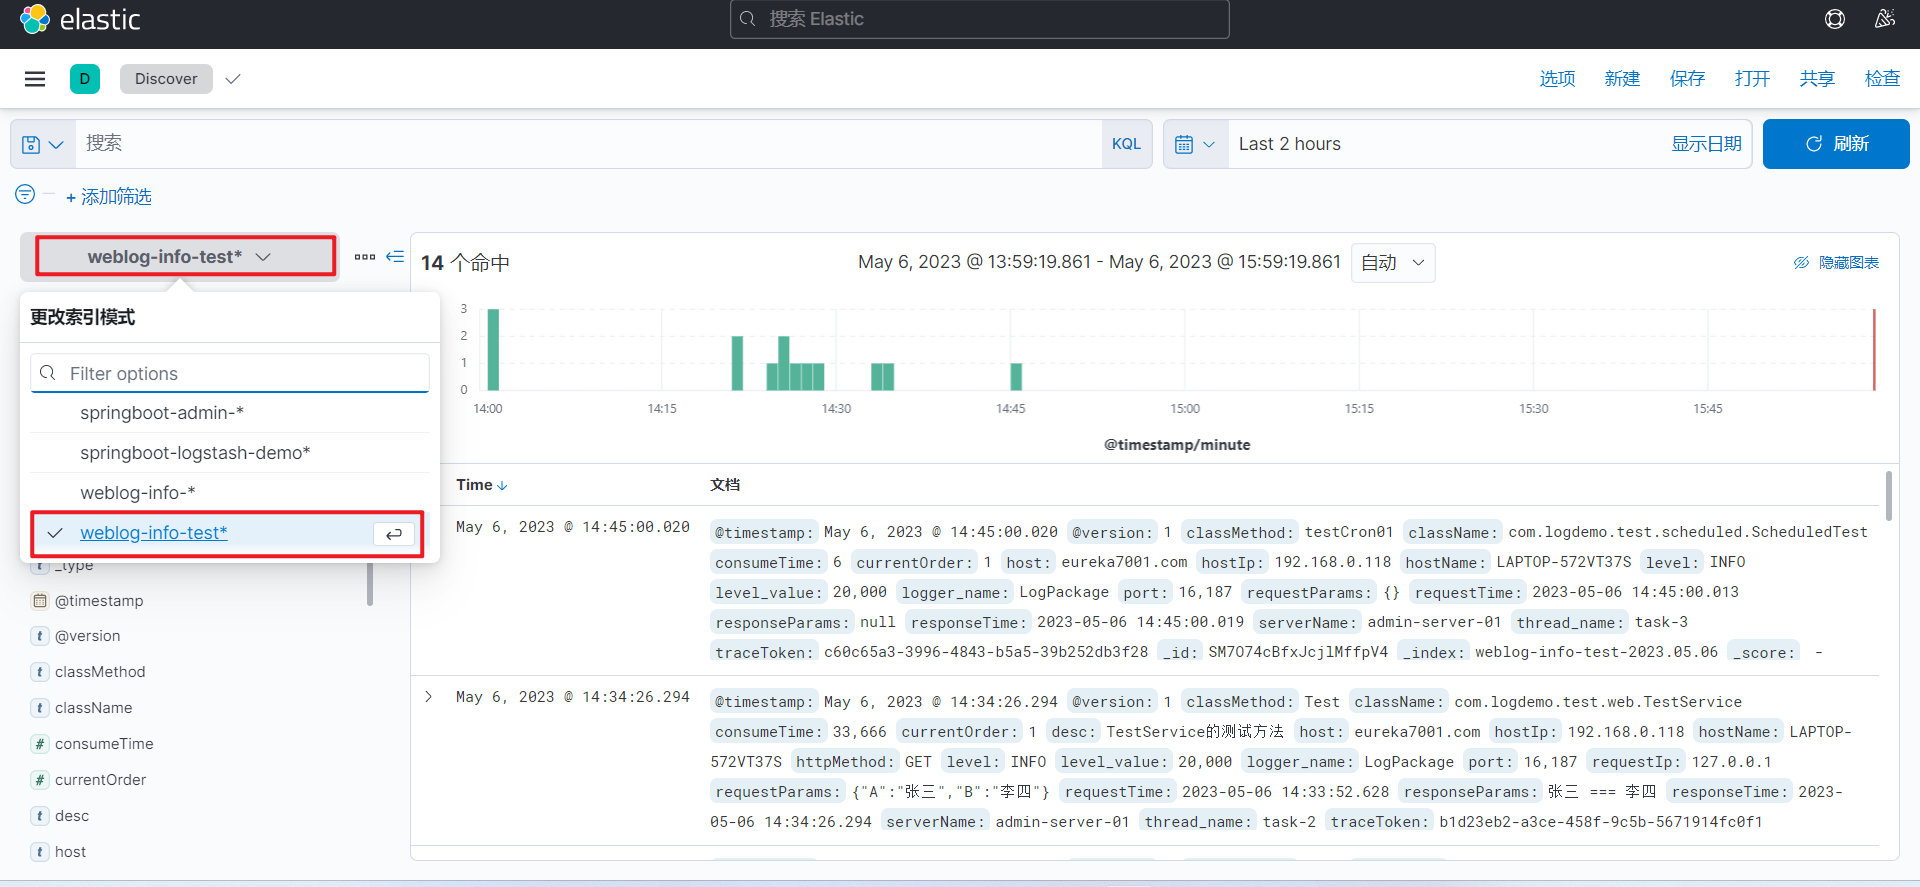 elastic
搜索 Elastic
D
Discover
选项
新建
保存
打开
共享
检查
搜索
KQL
Last 2 hours
显示日期
刷新
+ 添加筛选
weblog-info-test*
更改索引模式
Filter options
springboot-admin-*
springboot-logstash-demo*
weblog-info-*
weblog-info-test*
t _type
@timestamp
t @version
t classMethod
t className
# consumeTime
# currentOrder
t desc
t host
14 个命中
May 6, 2023 @ 13:59:19.861 - May 6, 2023 @ 15:59:19.861
自动
隐藏图表
3
2
1
0
14:00 14:15 14:30 14:45 15:00 15:15 15:30 15:45
@timestamp/minute
Time
文档
May 6, 2023 @ 14:45:00.020
@timestamp: May 6, 2023 @ 14:45:00.020 @version: 1 classMethod: testCron01 className: com.logdemo.test.scheduled.ScheduledTest
consumeTime: 6 currentOrder: 1 host: eureka7001.com hostIp: 192.168.0.118 hostName: LAPTOP-572VT37S level: INFO
level_value: 20,000 logger_name: LogPackage port: 16,187 requestParams: {} requestTime: 2023-05-06 14:45:00.013
responseParams: null responseTime: 2023-05-06 14:45:00.019 serverName: admin-server-01 thread_name: task-3
traceToken: c60c65a3-3996-4843-b5a5-39b252db3f28 _id: SM7O74cBfxJcjlMffpV4 _index: weblog-info-test-2023.05.06 _score: -
May 6, 2023 @ 14:34:26.294
@timestamp: May 6, 2023 @ 14:34:26.294 @version: 1 classMethod: Test className: com.logdemo.test.web.TestService
consumeTime: 33,666 currentOrder: 1 desc: TestService的测试方法 host: eureka7001.com hostIp: 192.168.0.118 hostName: LAPTOP-
572VT37S httpMethod: GET level: INFO level_value: 20,000 logger_name: LogPackage port: 16,187 requestIp: 127.0.0.1
requestParams: {"A":"张三","B":"李四"} requestTime: 2023-05-06 14:33:52.628 responseParams: 张三 === 李四 responseTime: 2023-
05-06 14:34:26.294 serverName: admin-server-01 thread_name: task-2 traceToken: b1d23eb2-a3ce-458f-9c5b-5671914fc0f1